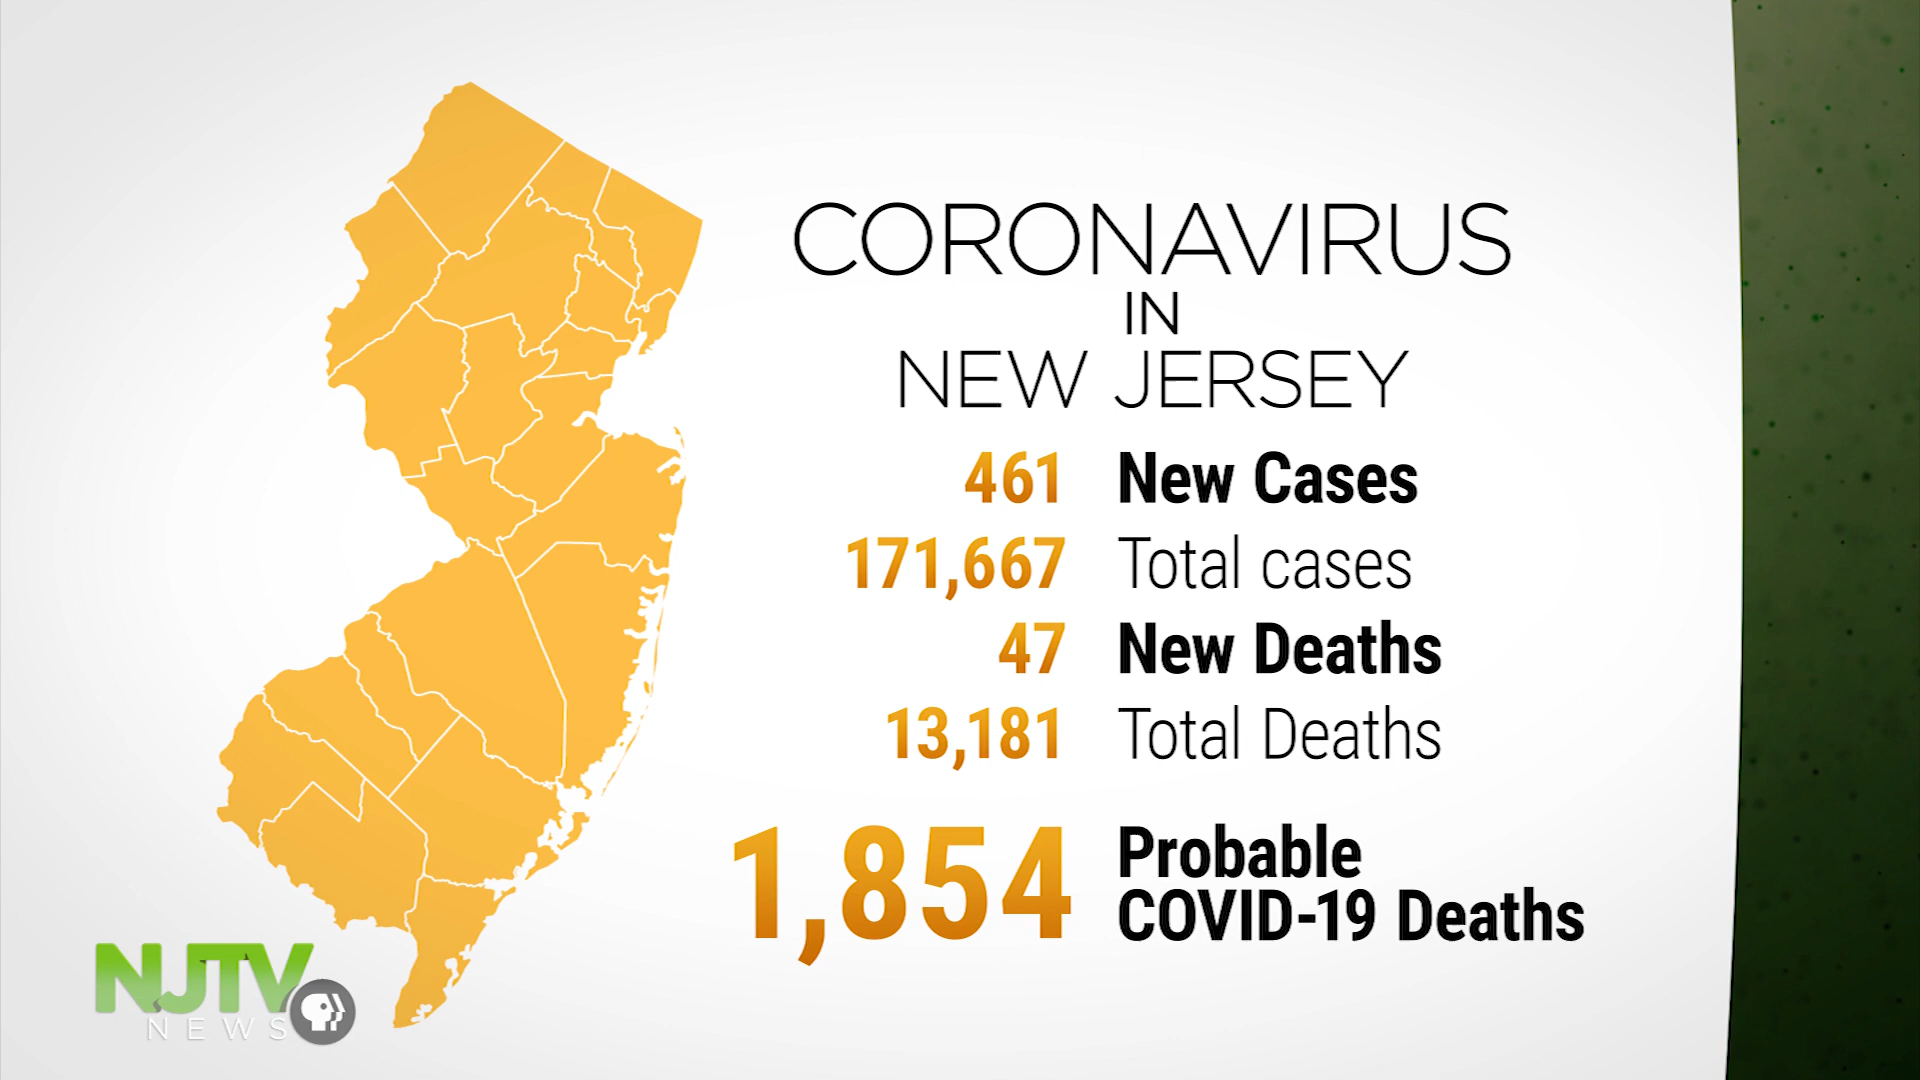 CORONAVIRUS
IN
NEW JERSEY
461 New Cases
171,667 Total cases
47 New Deaths
13,181 Total Deaths
1,854 Probable
COVID-19 Deaths
NJTV
NEWS